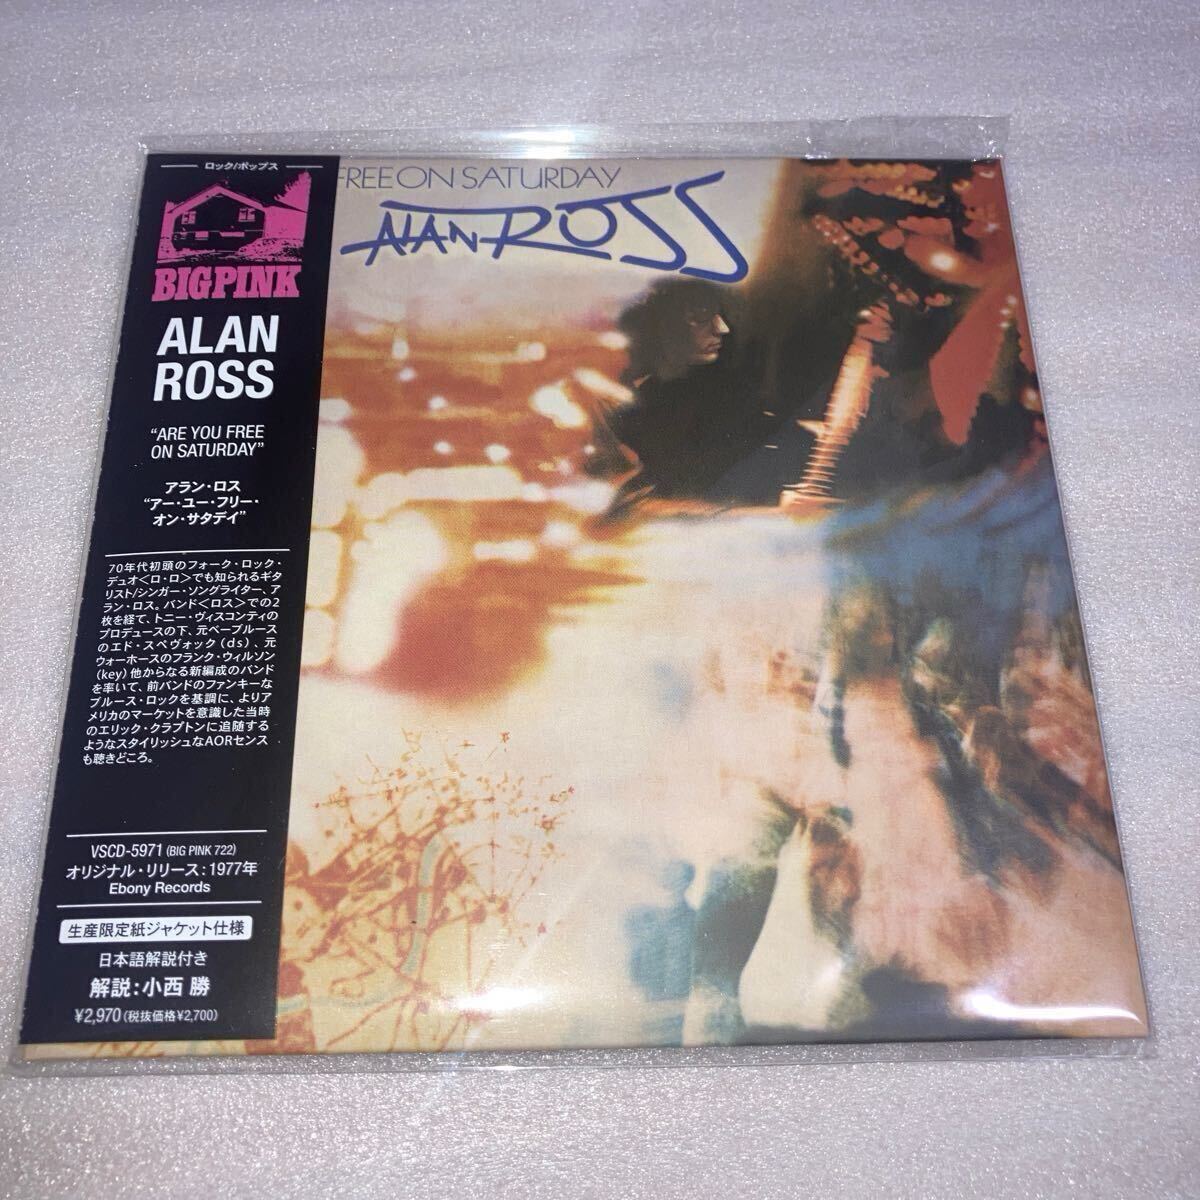 ロック/ポップス
BIG PINK
ALAN
ROSS
“ARE YOU FREE
ON SATURDAY”
アラン・ロス
“アー・ユー・フリー・
オン・サタデイ”
70年代初頭のフォーク・ロック・
デュオ<ロ・ロ>でも知られるギタ
リスト/シンガー・ソングライター、ア
ラン・ロス。バンド<ロス>での2
枚を経て、トニー・ヴィスコンティの
プロデュースの下、元ベーブルース
のエド・スペヴォック(ds)、元
ウォーホースのフランク・ウィルソン
(key)他からなる新編成のバンド
を率いて、前バンドのファンキーな
ブルース・ロックを基調に、よりア
メリカのマーケットを意識した当時
のエリック・クラプトンに追随する
ようなスタイリッシュなAORセンス
も聴きどころ。
VSCD-5971 (BIG PINK 722)
オリジナル・リリース:1977年
Ebony Records
生産限定紙ジャケット仕様
日本語解説付き
解説:小西 勝
¥2,970(税抜価格¥2,700)
FREE ON SATURDAY
ALAN ROSS